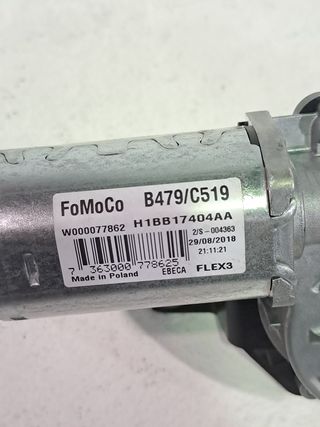 FoMoCo B479/C519
W000077862 H1BB17404AA
2/S-004363
29/08/2018
21:11:21
7 363000 778625
Made in Poland EBECA FLEX3